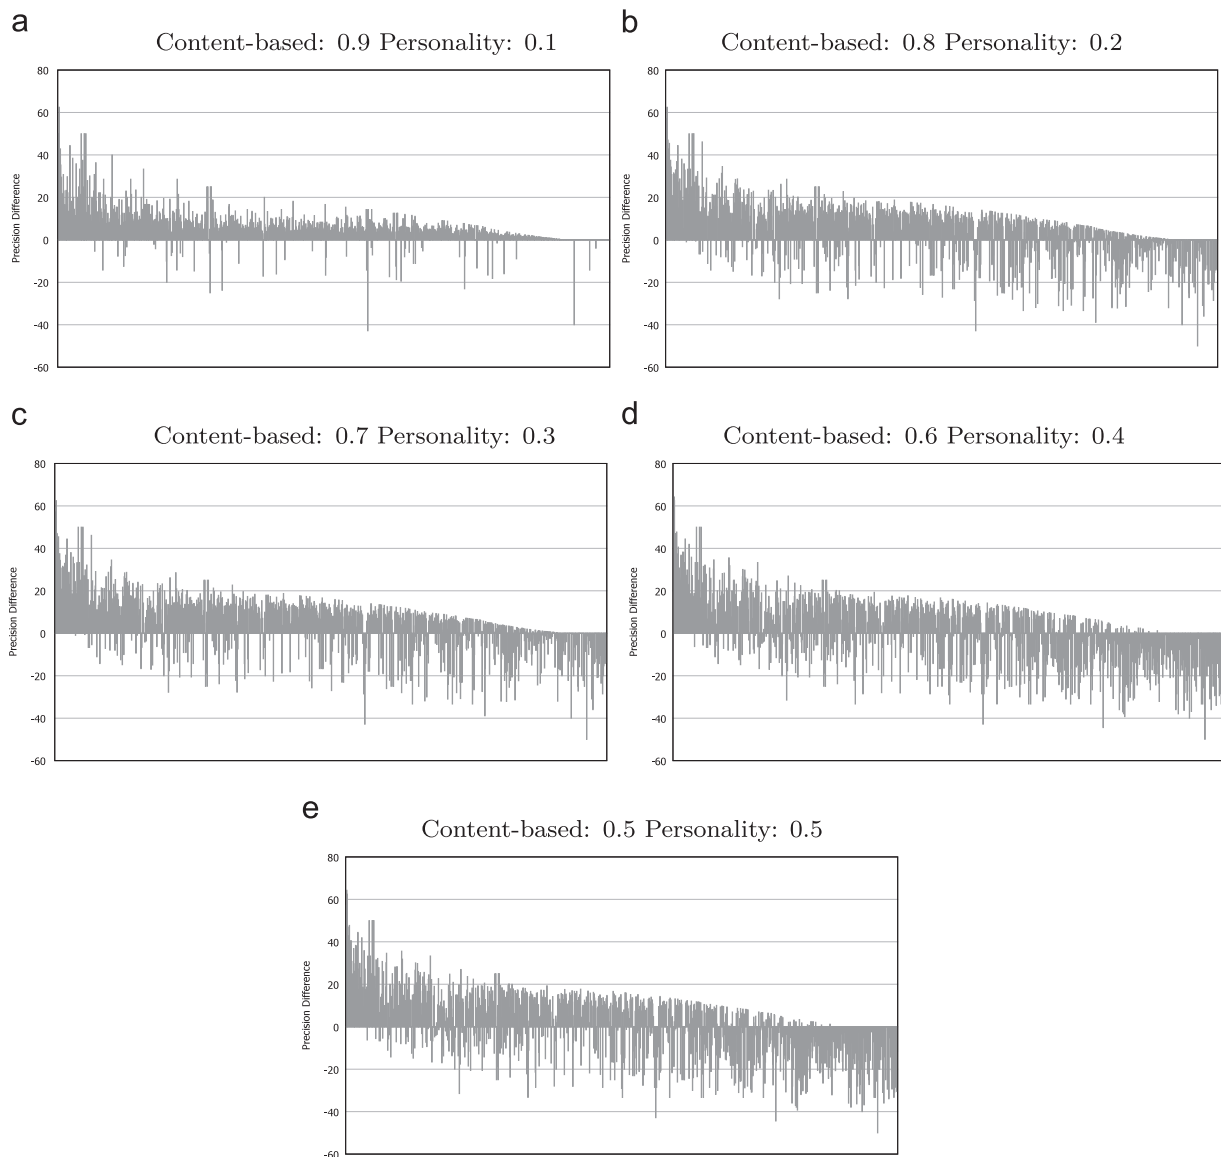 a
Content-based: 0.9 Personality: 0.1
80
60
40
20
0
-20
-40
-60
Precision Difference
b
Content-based: 0.8 Personality: 0.2
80
60
40
20
0
-20
-40
-60
Precision Difference
c
Content-based: 0.7 Personality: 0.3
80
60
40
20
0
-20
-40
-60
Precision Difference
d
Content-based: 0.6 Personality: 0.4
80
60
40
20
0
-20
-40
-60
Precision Difference
e
Content-based: 0.5 Personality: 0.5
80
60
40
20
0
-20
-40
-60
Precision Difference